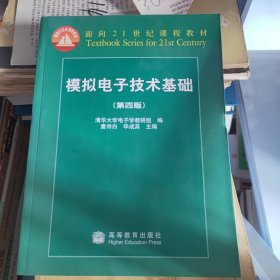 面向21世纪课程教材
Textbook Series for 21st Century
模拟电子技术基础
(第四版)
清华大学电子学教研组 编
童诗白 华成英 主编
高等教育出版社
Higher Education Press